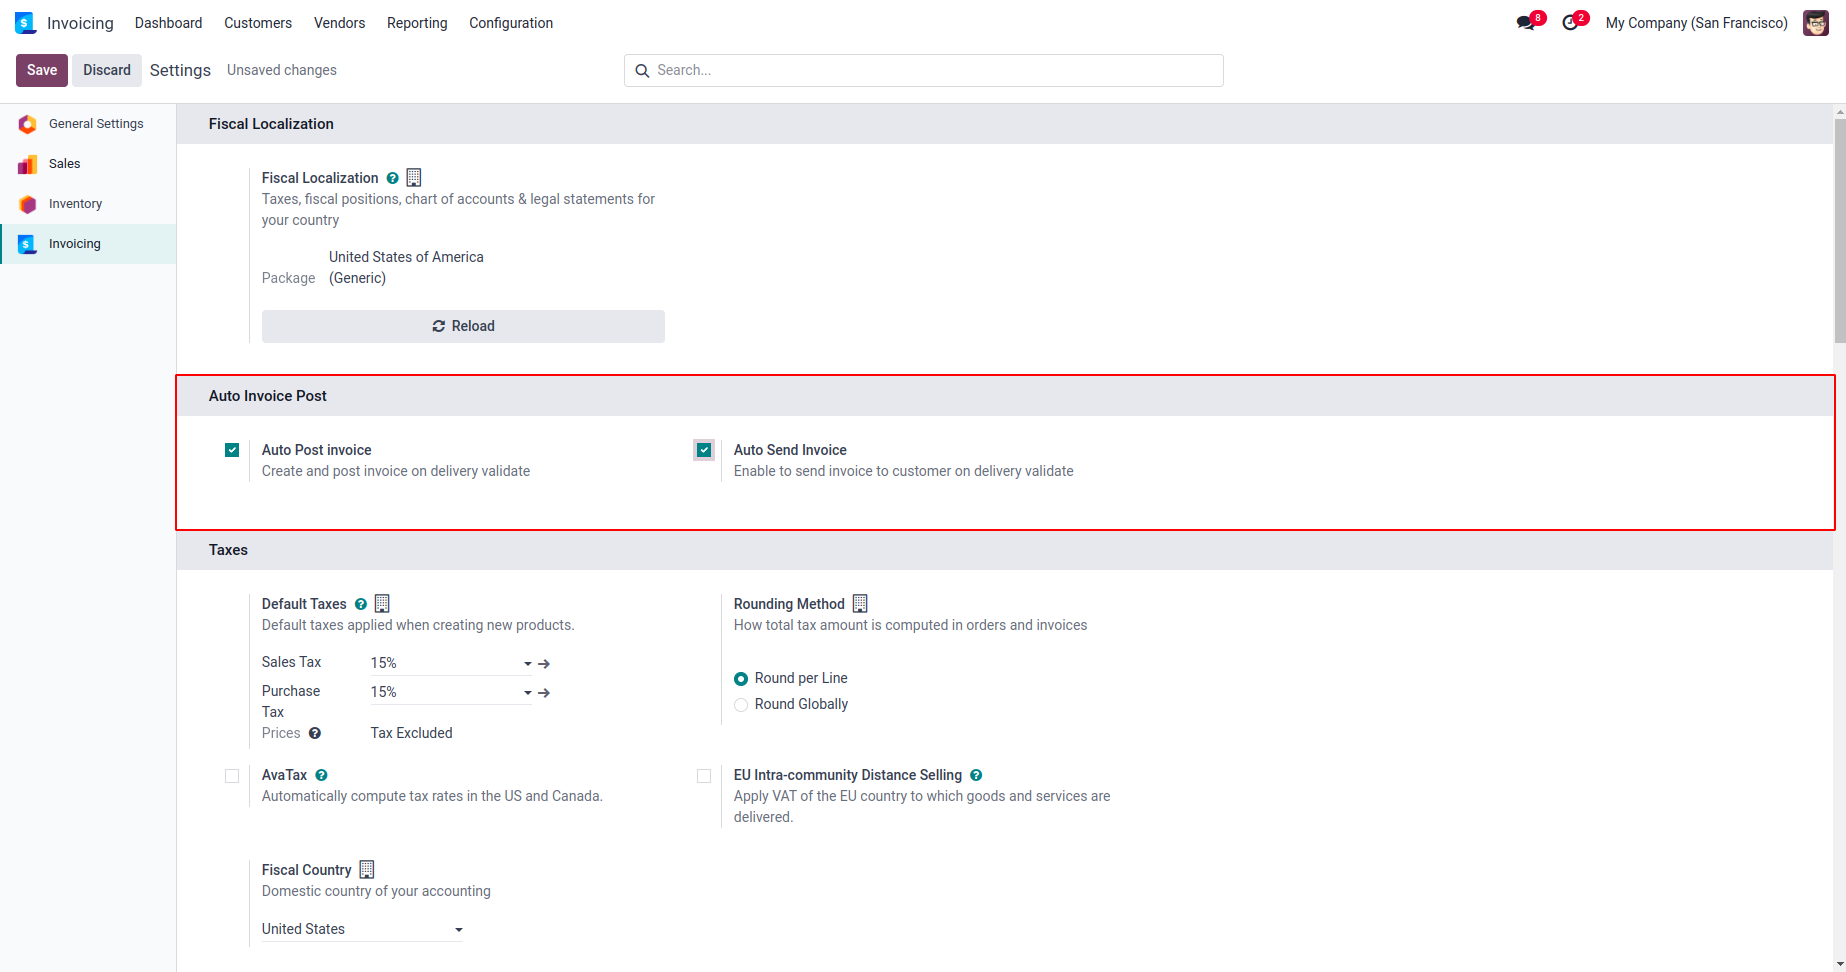 Invoicing Dashboard Customers Vendors Reporting Configuration 8 2 My Company (San Francisco)
Save Discard Settings Unsaved changes Search...
General Settings
Sales
Inventory
Invoicing
Fiscal Localization
Fiscal Localization ?
Taxes, fiscal positions, chart of accounts & legal statements for
your country
United States of America
Package (Generic)
Reload
Auto Invoice Post
Auto Post invoice
Create and post invoice on delivery validate
Auto Send Invoice
Enable to send invoice to customer on delivery validate
Taxes
Default Taxes ?
Default taxes applied when creating new products.
Sales Tax 15%
Purchase 15%
Tax
Prices ? Tax Excluded
Rounding Method
How total tax amount is computed in orders and invoices
Round per Line
Round Globally
AvaTax ?
Automatically compute tax rates in the US and Canada.
EU Intra-community Distance Selling ?
Apply VAT of the EU country to which goods and services are
delivered.
Fiscal Country
Domestic country of your accounting
United States